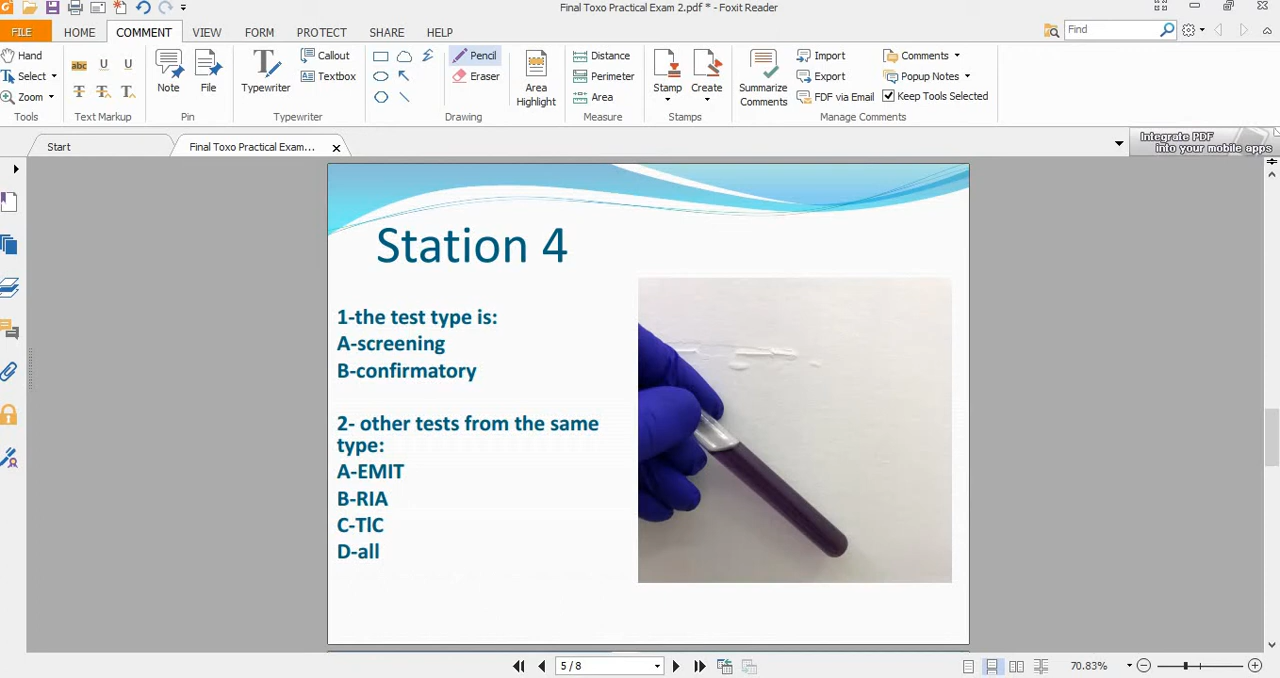 Final Toxo Practical Exam 2.pdf * - Foxit Reader
FILE HOME COMMENT VIEW FORM PROTECT SHARE HELP Find
Hand
Select
Zoom
Tools
abc U U
T T T
Text Markup
Note File
Pin
Typewriter
Callout
Textbox
Typewriter
Pencil
Eraser
Drawing
Area
Highlight
Distance
Perimeter
Area
Measure
Stamp Create
Stamps
Summarize
Comments
Import
Export
FDF via Email
Comments
Popup Notes
Keep Tools Selected
Manage Comments
Start
Final Toxo Practical Exam...
Integrate PDF
into your mobile apps
Station 4
1-the test type is:
A-screening
B-confirmatory
2- other tests from the same
type:
A-EMIT
B-RIA
C-TlC
D-all
5 / 8
70.83%